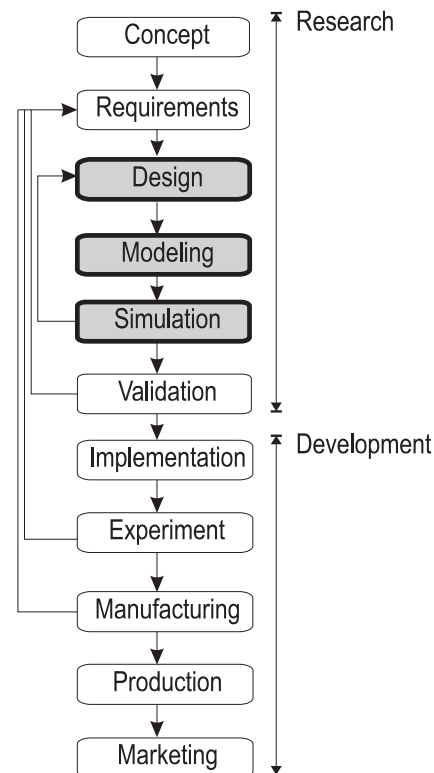 Concept
Research
Requirements
Design
Modeling
Simulation
Validation
Development
Implementation
Experiment
Manufacturing
Production
Marketing